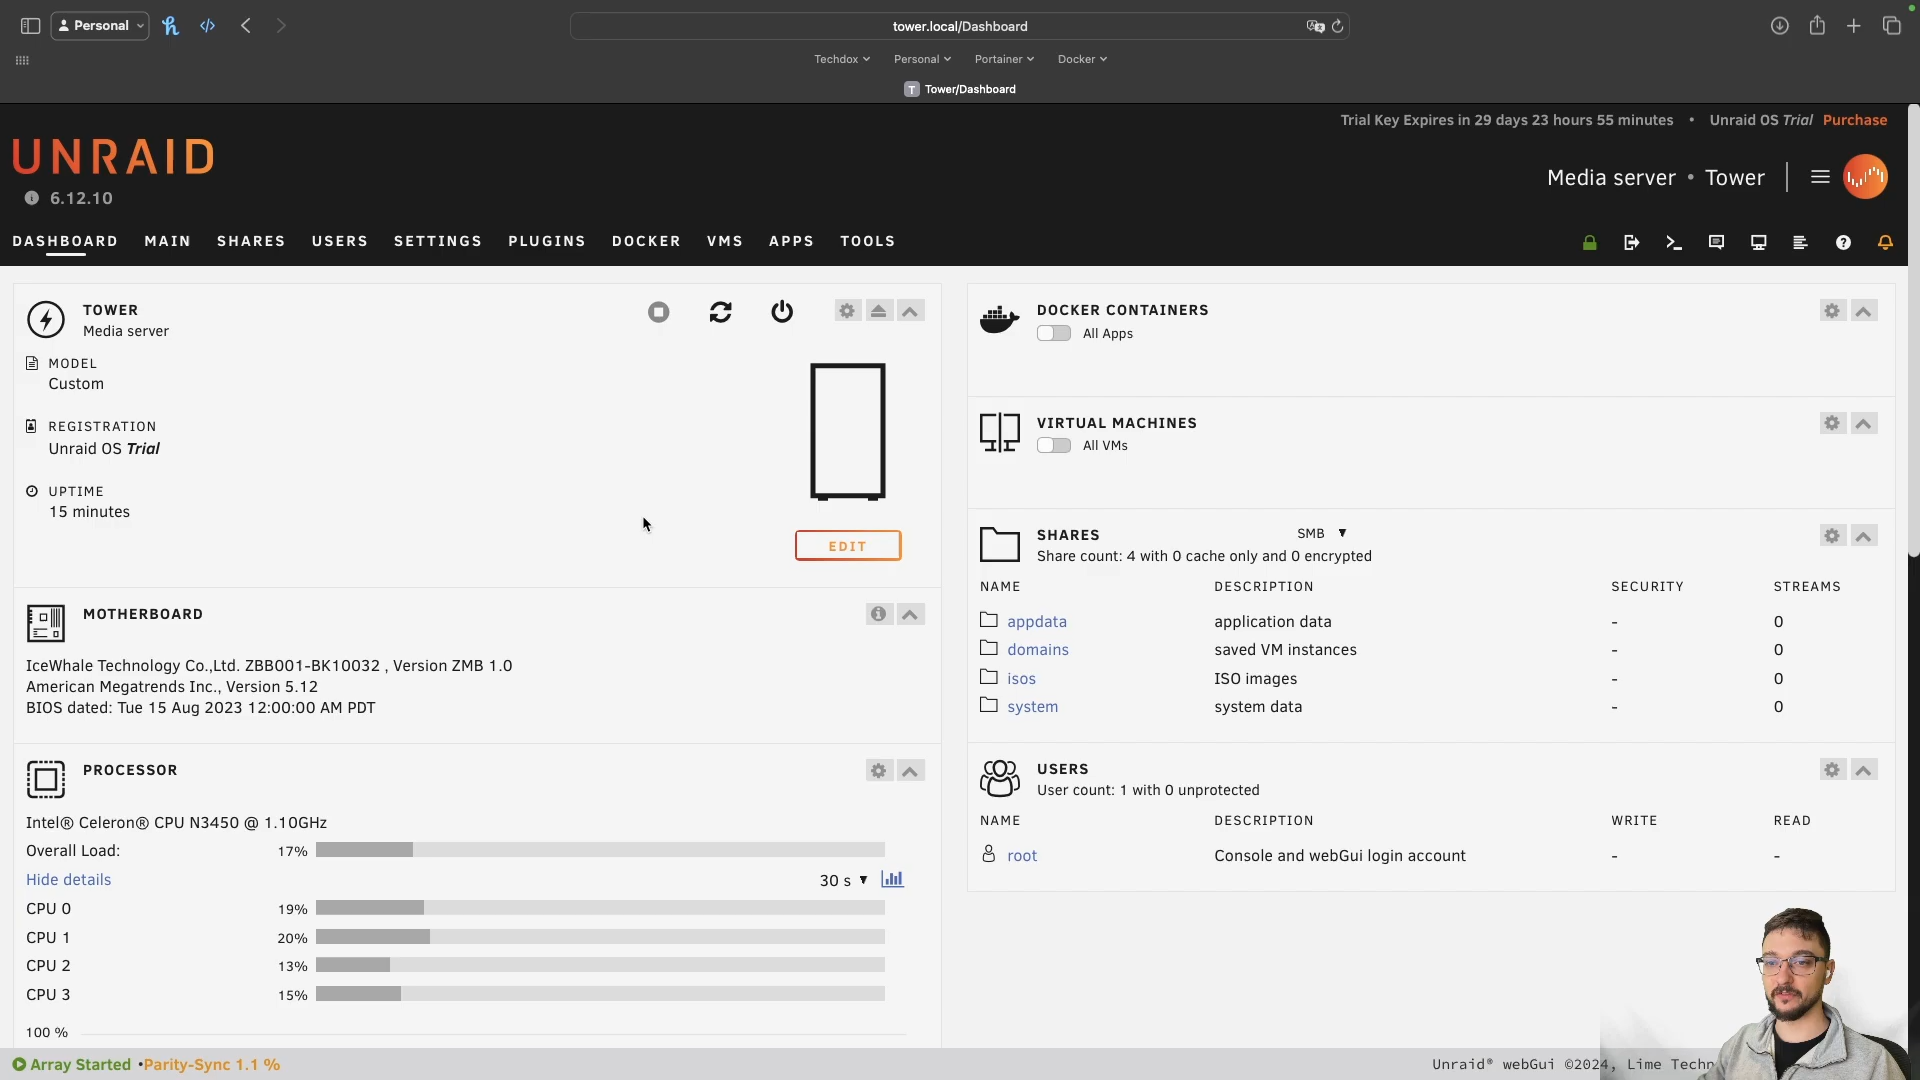 Personal
tower.local/Dashboard
Techdox
Personal
Portainer
Docker
T Tower/Dashboard
Trial Key Expires in 29 days 23 hours 55 minutes • Unraid OS Trial Purchase
UNRAID
6.12.10
Media server • Tower
DASHBOARD MAIN SHARES USERS SETTINGS PLUGINS DOCKER VMS APPS TOOLS
TOWER
Media server
MODEL
Custom
REGISTRATION
Unraid OS Trial
UPTIME
15 minutes
EDIT
MOTHERBOARD
IceWhale Technology Co.,Ltd. ZBB001-BK10032 , Version ZMB 1.0
American Megatrends Inc., Version 5.12
BIOS dated: Tue 15 Aug 2023 12:00:00 AM PDT
PROCESSOR
Intel® Celeron® CPU N3450 @ 1.10GHz
Overall Load: 17%
Hide details 30 s
CPU 0 19%
CPU 1 20%
CPU 2 13%
CPU 3 15%
100 %
DOCKER CONTAINERS
All Apps
VIRTUAL MACHINES
All VMs
SHARES SMB
Share count: 4 with 0 cache only and 0 encrypted
NAME DESCRIPTION SECURITY STREAMS
appdata application data - 0
domains saved VM instances - 0
isos ISO images - 0
system system data - 0
USERS
User count: 1 with 0 unprotected
NAME DESCRIPTION WRITE READ
root Console and webGui login account - -
Array Started •Parity-Sync 1.1 %
Unraid® webGui ©2024, Lime Techn